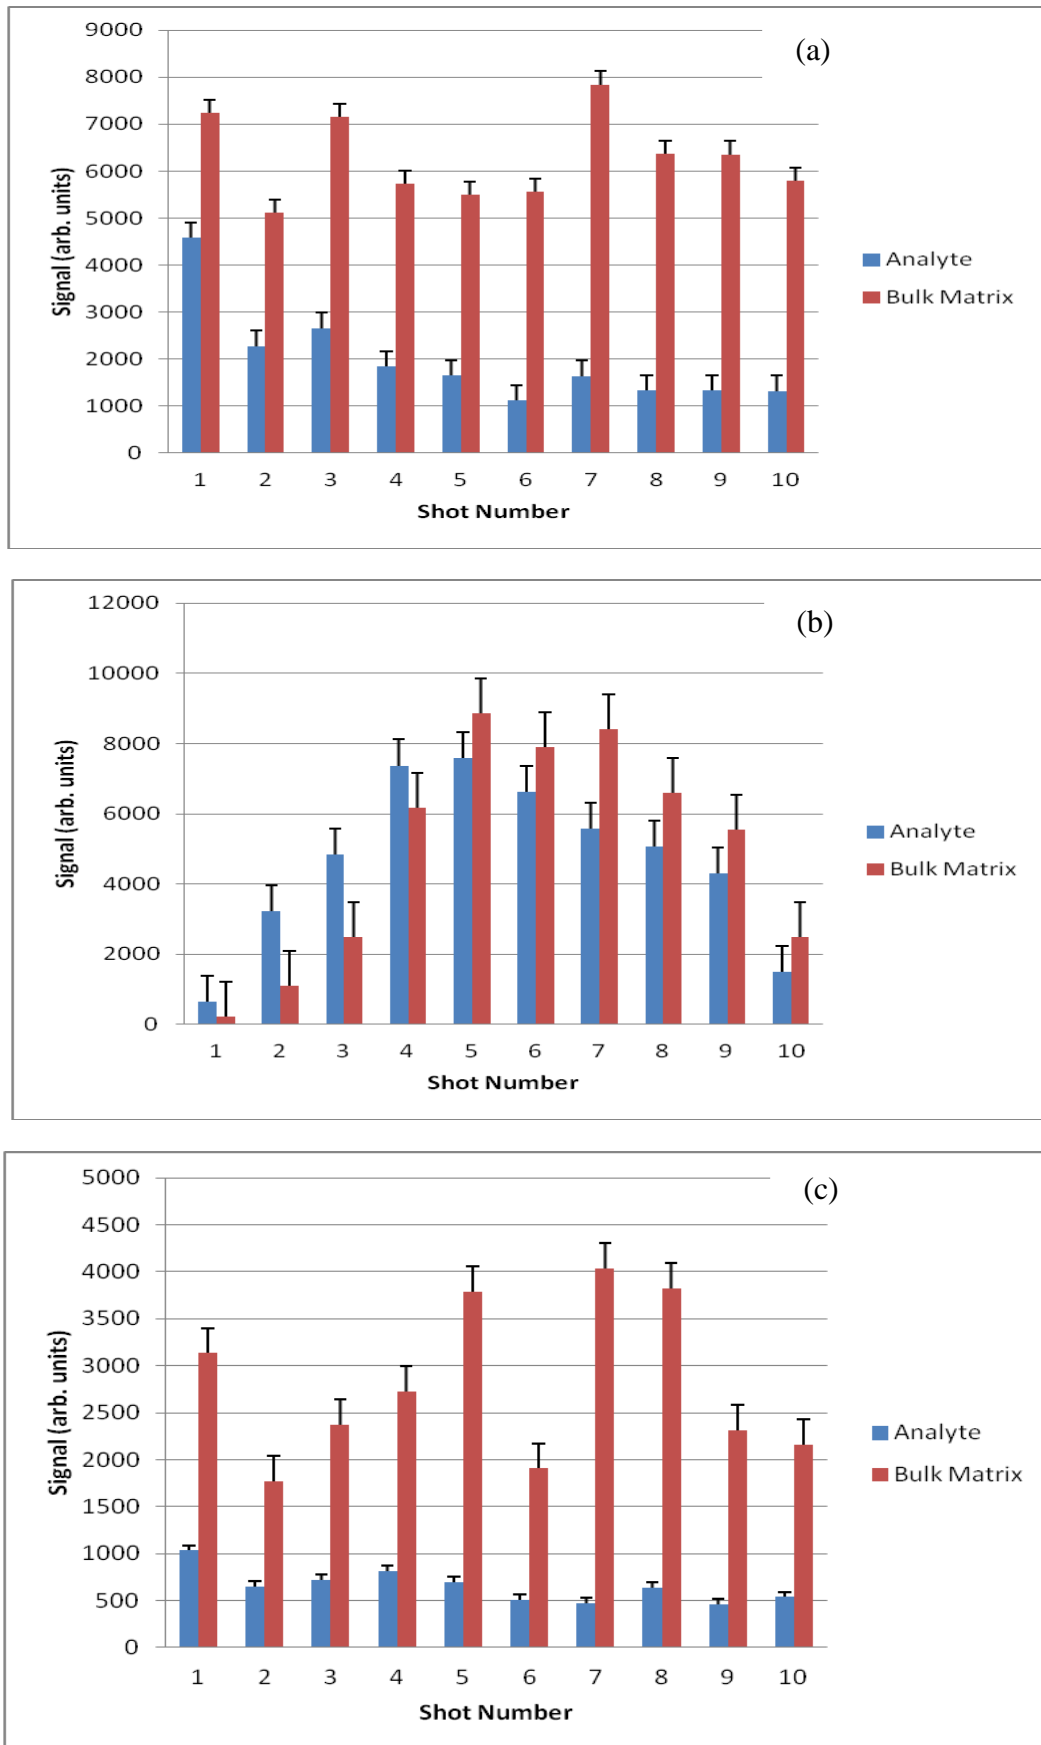 (a)
9000
8000
7000
6000
5000
4000
3000
2000
1000
0
Signal (arb. units)
1 2 3 4 5 6 7 8 9 10
Shot Number
Analyte
Bulk Matrix
(b)
12000
10000
8000
6000
4000
2000
0
Signal (arb. units)
1 2 3 4 5 6 7 8 9 10
Shot Number
Analyte
Bulk Matrix
(c)
5000
4500
4000
3500
3000
2500
2000
1500
1000
500
0
Signal (arb. units)
1 2 3 4 5 6 7 8 9 10
Shot Number
Analyte
Bulk Matrix